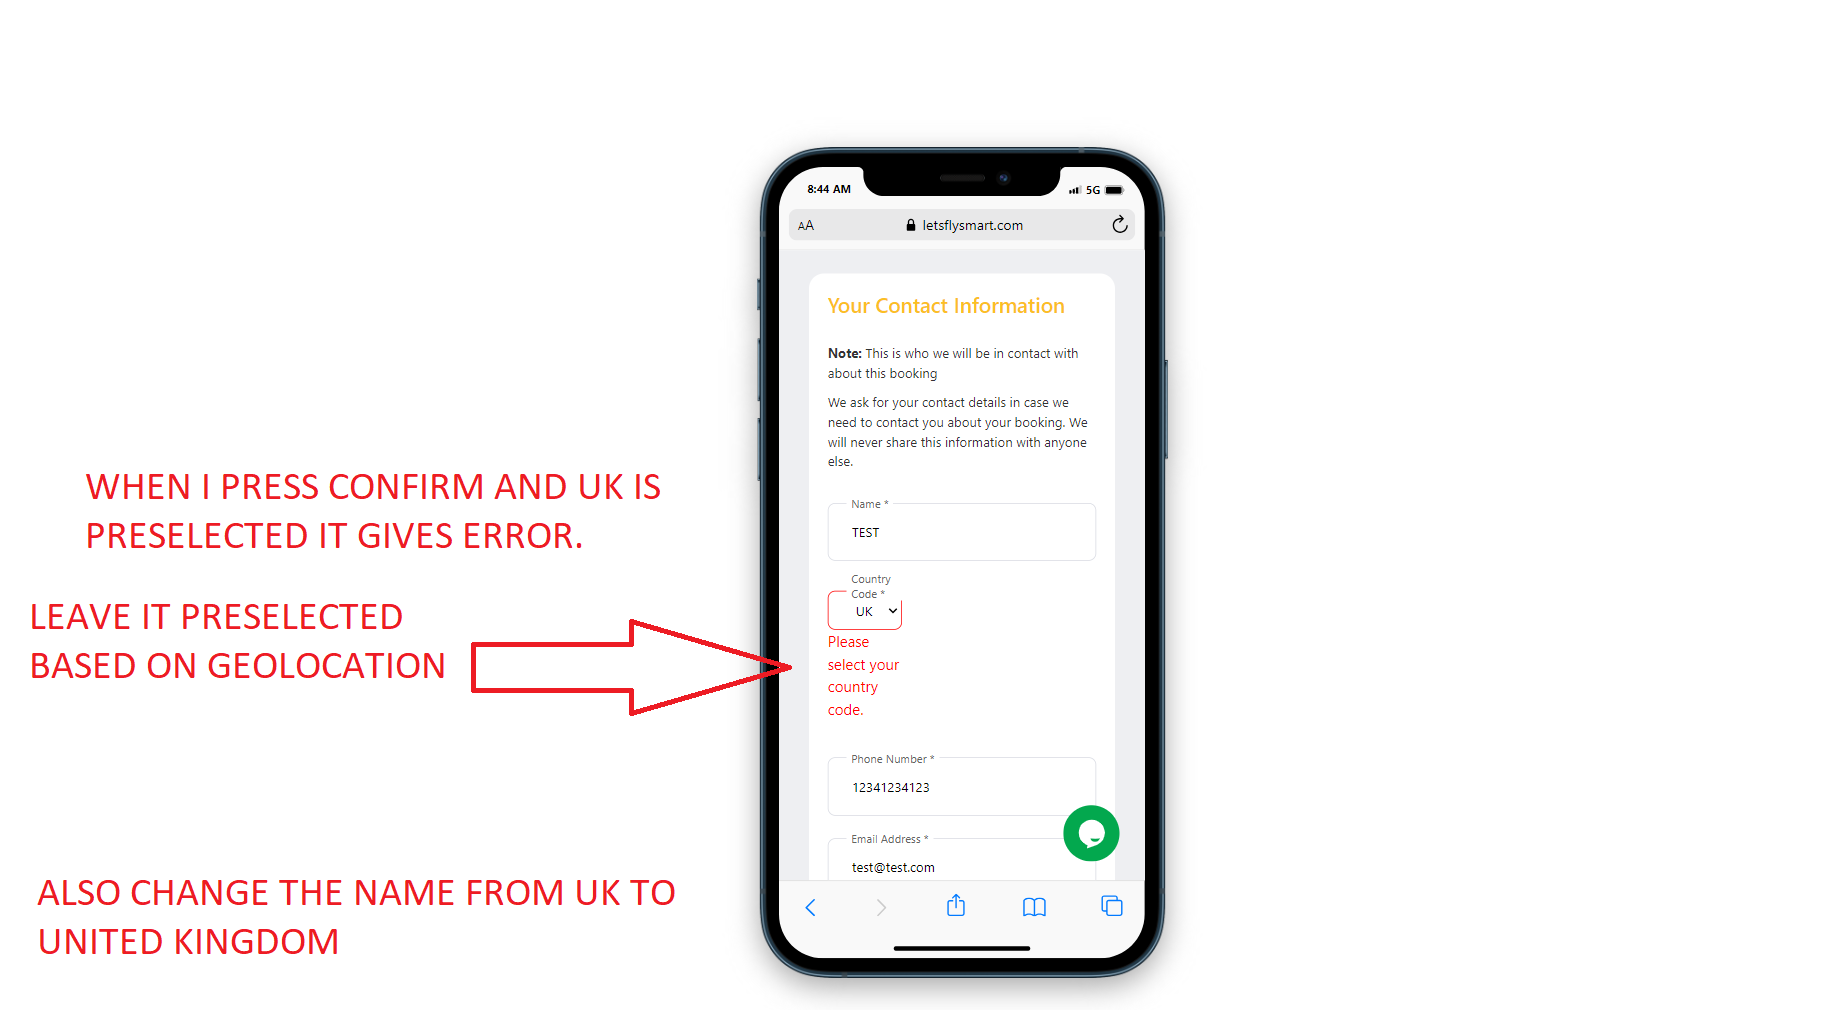 8:44 AM
5G
AA
letsflysmart.com
Your Contact Information
Note: This is who we will be in contact with
about this booking
We ask for your contact details in case we
need to contact you about your booking. We
will never share this information with anyone
else.
WHEN I PRESS CONFIRM AND UK IS
PRESELECTED IT GIVES ERROR.
Name *
TEST
Country
Code *
UK
LEAVE IT PRESELECTED
BASED ON GEOLOCATION
Please
select your
country
code.
Phone Number *
12341234123
Email Address *
test@test.com
ALSO CHANGE THE NAME FROM UK TO
UNITED KINGDOM